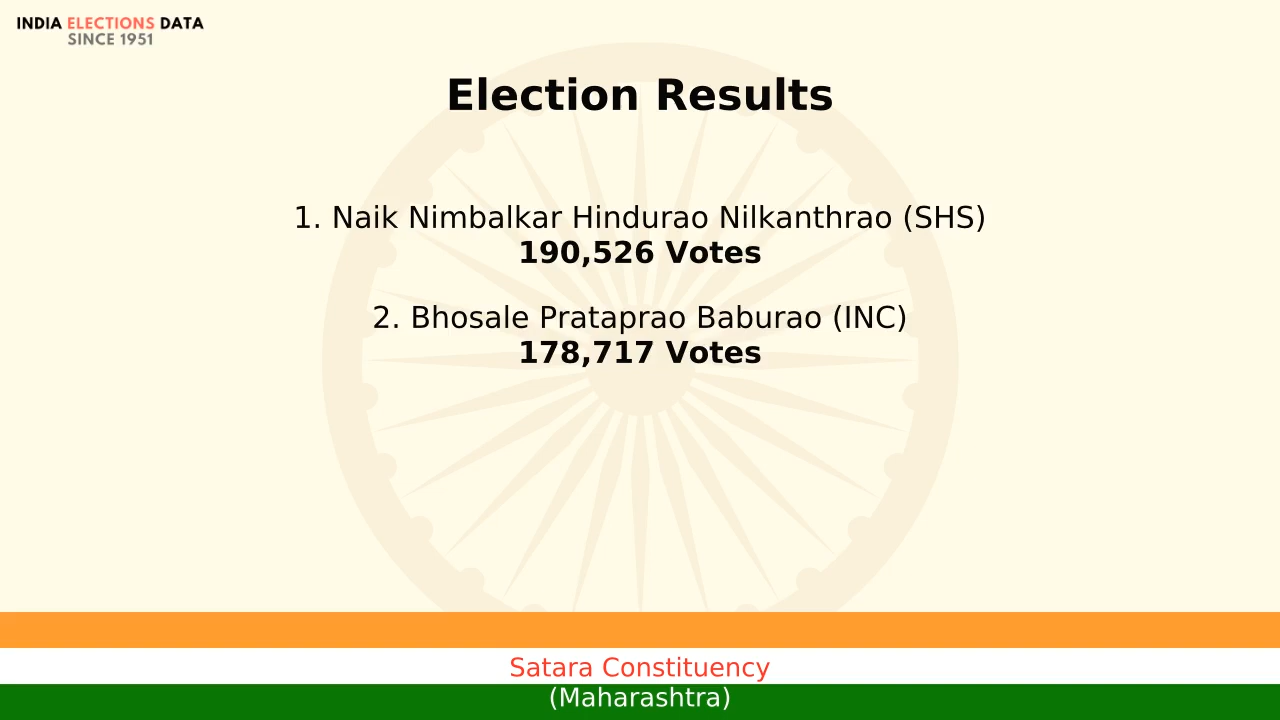 INDIA ELECTIONS DATA
SINCE 1951
Election Results
1. Naik Nimbalkar Hindurao Nilkanthrao (SHS)
190,526 Votes
2. Bhosale Prataprao Baburao (INC)
178,717 Votes
Satara Constituency
(Maharashtra)